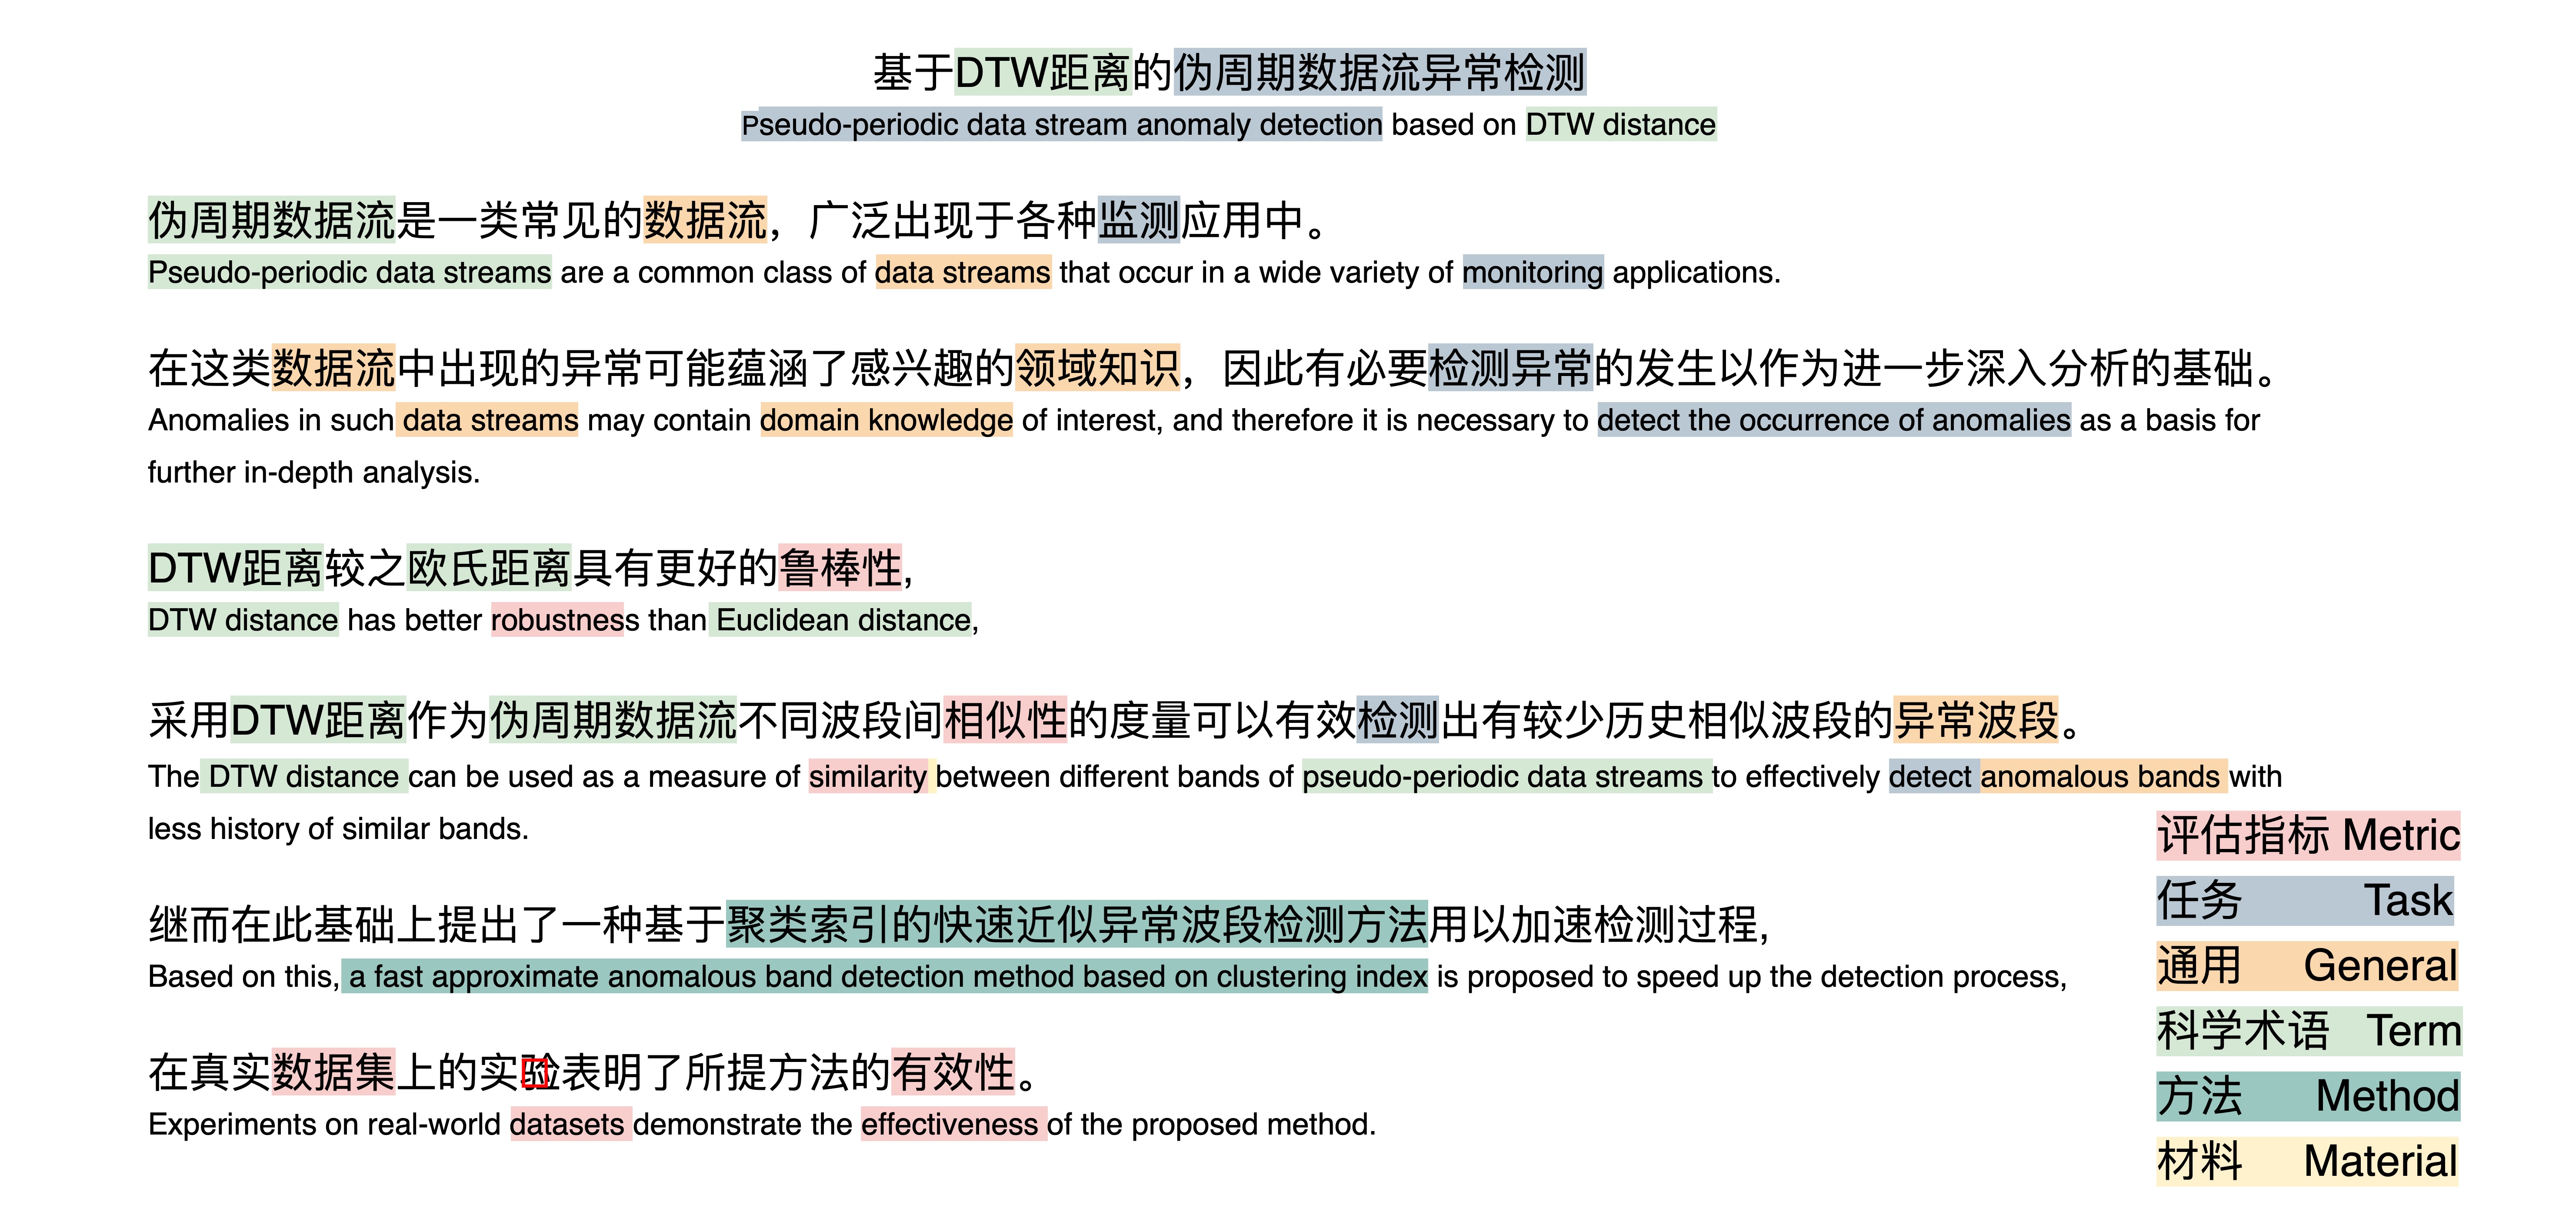 基于DTW距离的伪周期数据流异常检测
Pseudo-periodic data stream anomaly detection based on DTW distance
伪周期数据流是一类常见的数据流，广泛出现于各种监测应用中。
Pseudo-periodic data streams are a common class of data streams that occur in a wide variety of monitoring applications.
在这类数据流中出现的异常可能蕴涵了感兴趣的领域知识，因此有必要检测异常的发生以作为进一步深入分析的基础。
Anomalies in such data streams may contain domain knowledge of interest, and therefore it is necessary to detect the occurrence of anomalies as a basis for
further in-depth analysis.
DTW距离较之欧氏距离具有更好的鲁棒性,
DTW distance has better robustness than Euclidean distance,
采用DTW距离作为伪周期数据流不同波段间相似性的度量可以有效检测出有较少历史相似波段的异常波段。
The DTW distance can be used as a measure of similarity between different bands of pseudo-periodic data streams to effectively detect anomalous bands with
less history of similar bands.
继而在此基础上提出了一种基于聚类索引的快速近似异常波段检测方法用以加速检测过程,
Based on this, a fast approximate anomalous band detection method based on clustering index is proposed to speed up the detection process,
在真实数据集上的实验表明了所提方法的有效性。
Experiments on real-world datasets demonstrate the effectiveness of the proposed method.
评估指标 Metric
任务 Task
通用 General
科学术语 Term
方法 Method
材料 Material